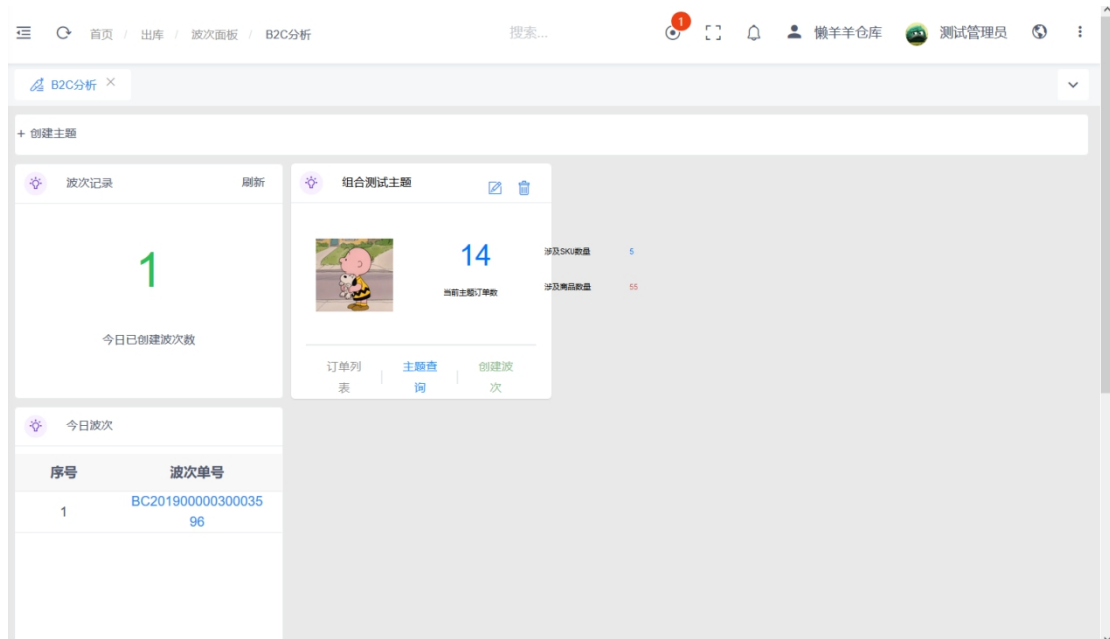 首页 / 出库 / 波次面板 / B2C分析
搜索...
1
懒羊羊仓库
测试管理员
B2C分析
+ 创建主题
波次记录
刷新
1
今日已创建波次数
组合测试主题
14
当前主题订单数
涉及SKU数量 5
涉及商品数量 55
订单列
表
主题查
询
创建波
次
今日波次
序号 波次单号
1 BC201900000300035
96